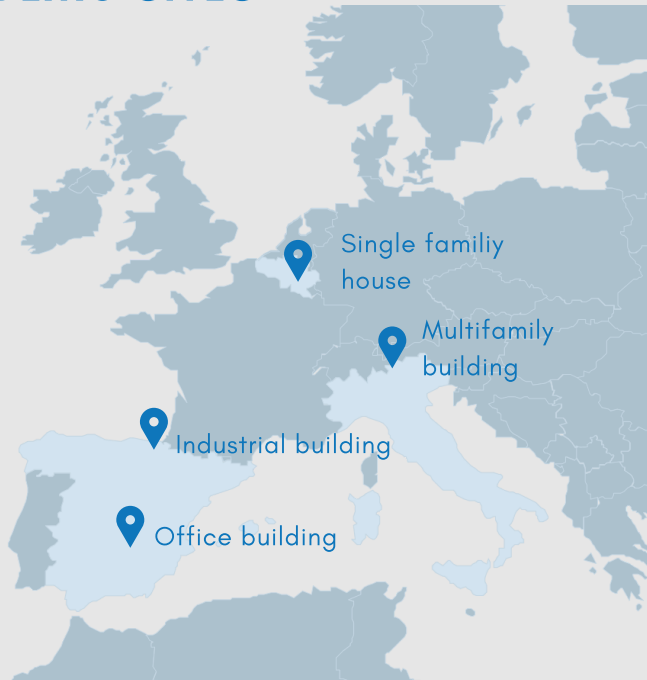 Single familiy
house
Multifamily
building
Industrial building
Office building